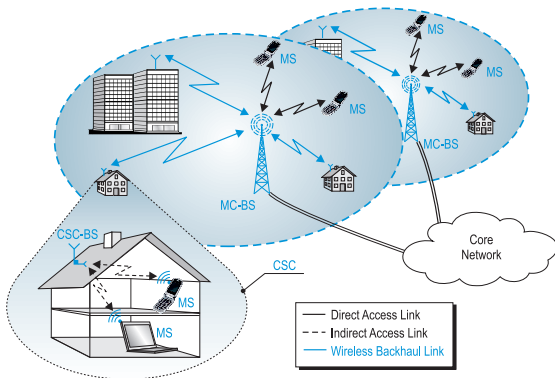 MS
MS
MS
MS
MC-BS
MC-BS
CSC-BS
CSC
MS
MS
Core
Network
Direct Access Link
Indirect Access Link
Wireless Backhaul Link